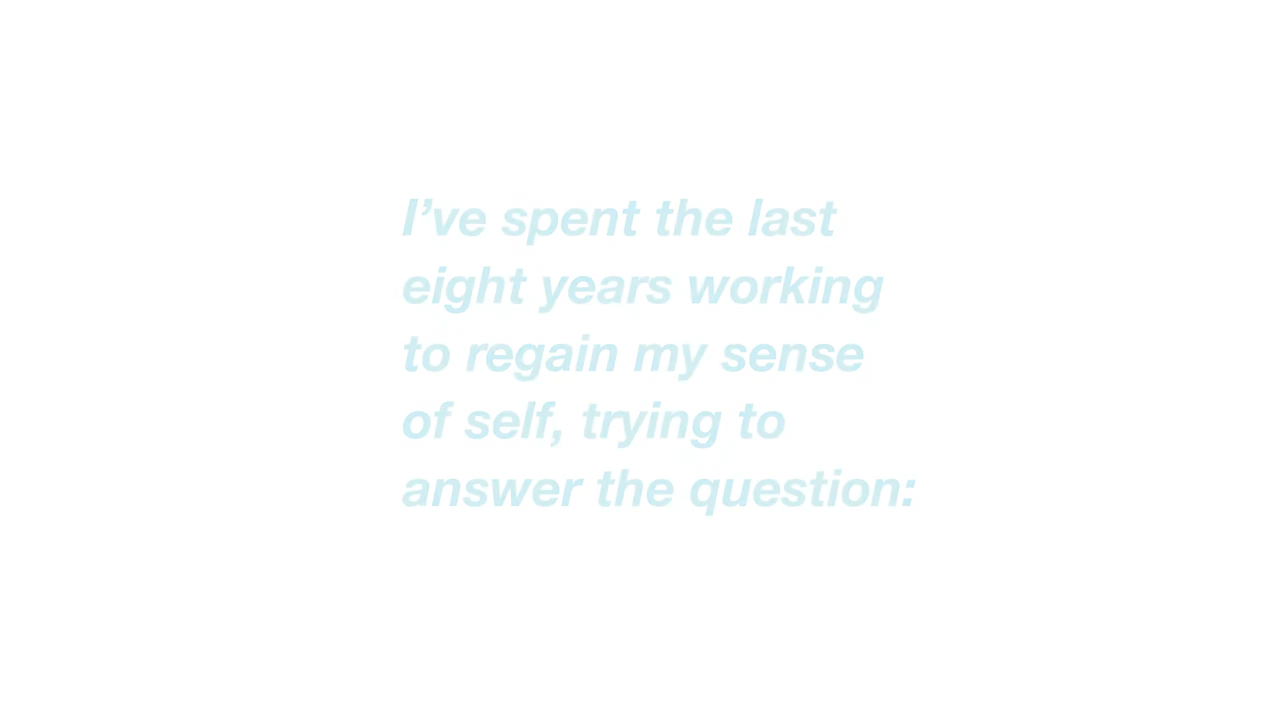 I’ve spent the last
eight years working
to regain my sense
of self, trying to
answer the question: